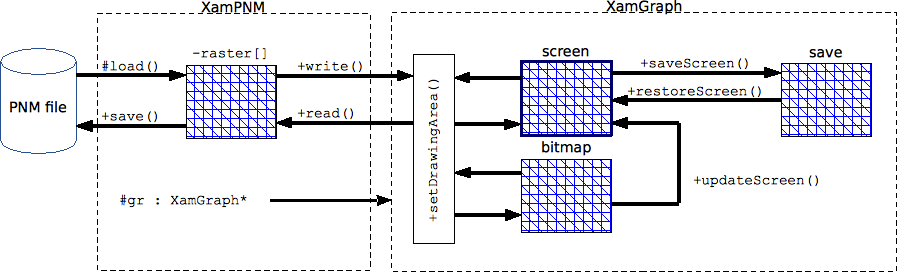 XamPNM
XamGraph
PNM file
#load()
+save()
-raster[]
+write()
+read()
#gr : XamGraph*
+setDrawingArea()
screen
bitmap
+saveScreen()
+restoreScreen()
save
+updateScreen()